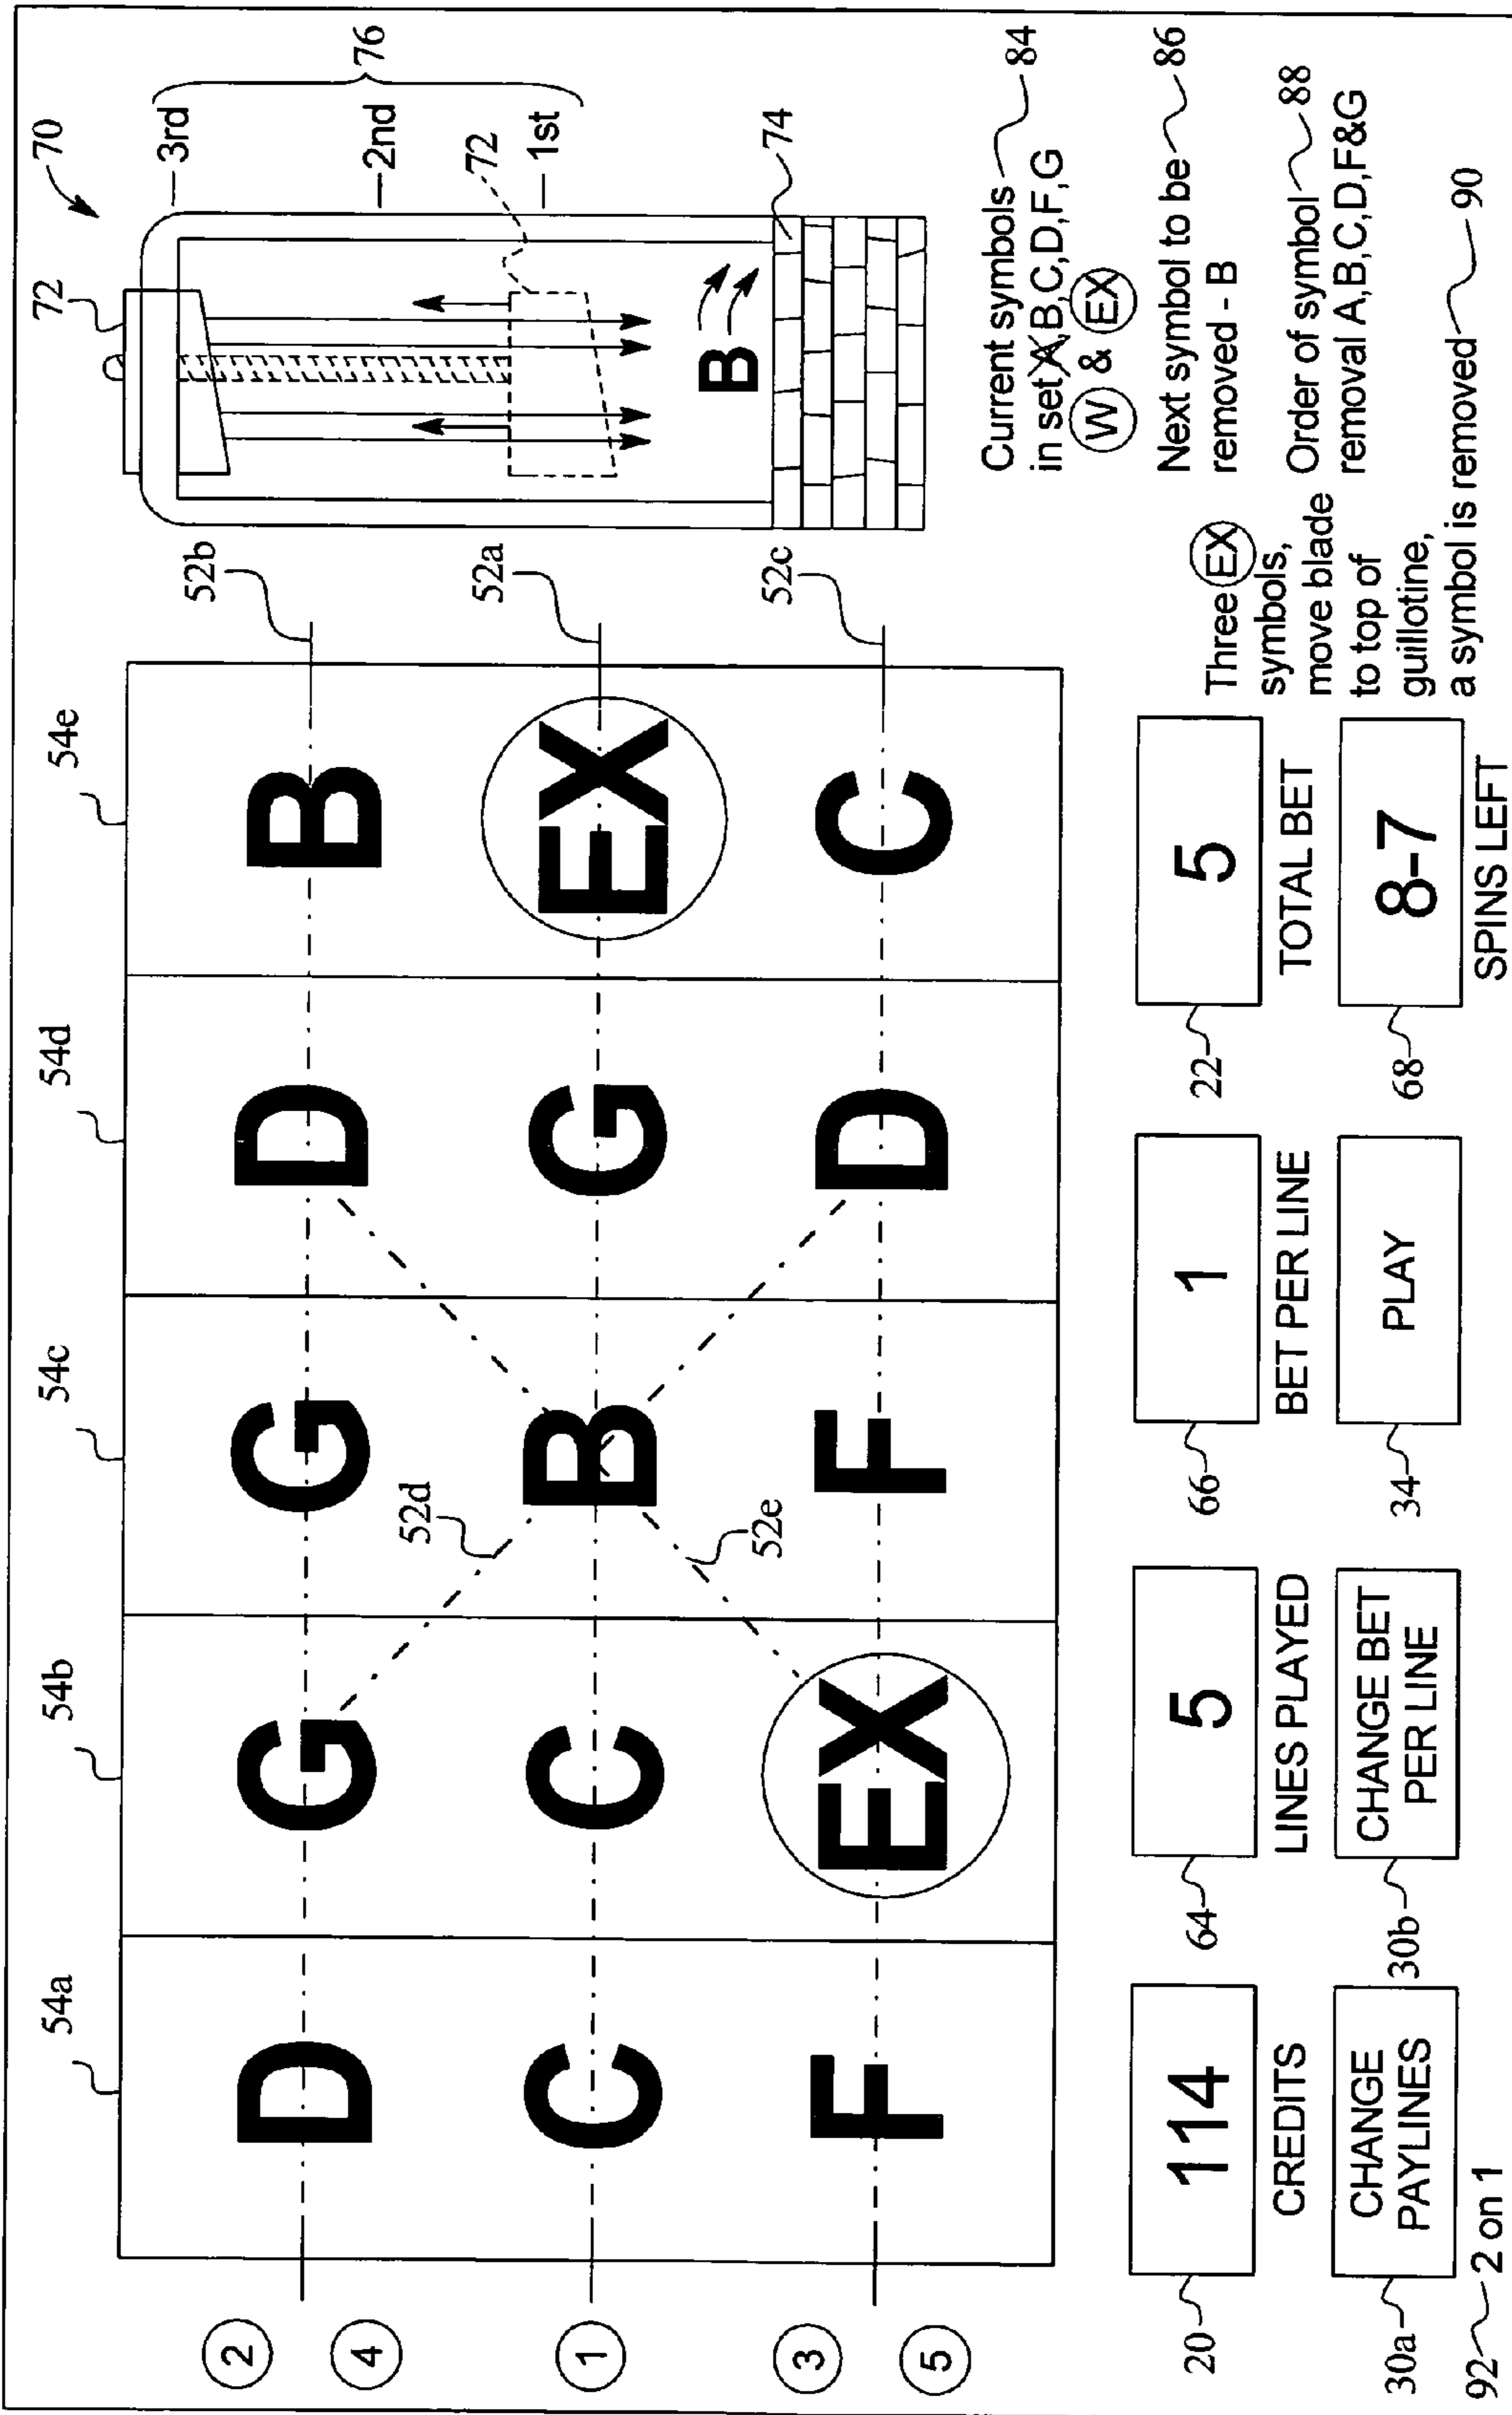 54a 54b 54c 54d 54e
70
72
3rd
2nd
1st
76
72
52b
52a
52c
2
4
1
3
5
D G G D B
C C B G EX
F EX F D C
52d
52e
B
74
Current symbols 84
in set A,B,C,D,F,G
W & EX
Next symbol to be 86
removed - B
Order of symbol 88
removal A,B,C,D,F&G
Three EX
symbols,
move blade
to top of
guillotine,
a symbol is removed 90
20 114
CREDITS
64 5
LINES PLAYED
66 1
BET PER LINE
22 5
TOTAL BET
30a CHANGE
PAYLINES
30b CHANGE BET
PER LINE
34 PLAY
68 8-7
SPINS LEFT
92 2 on 1